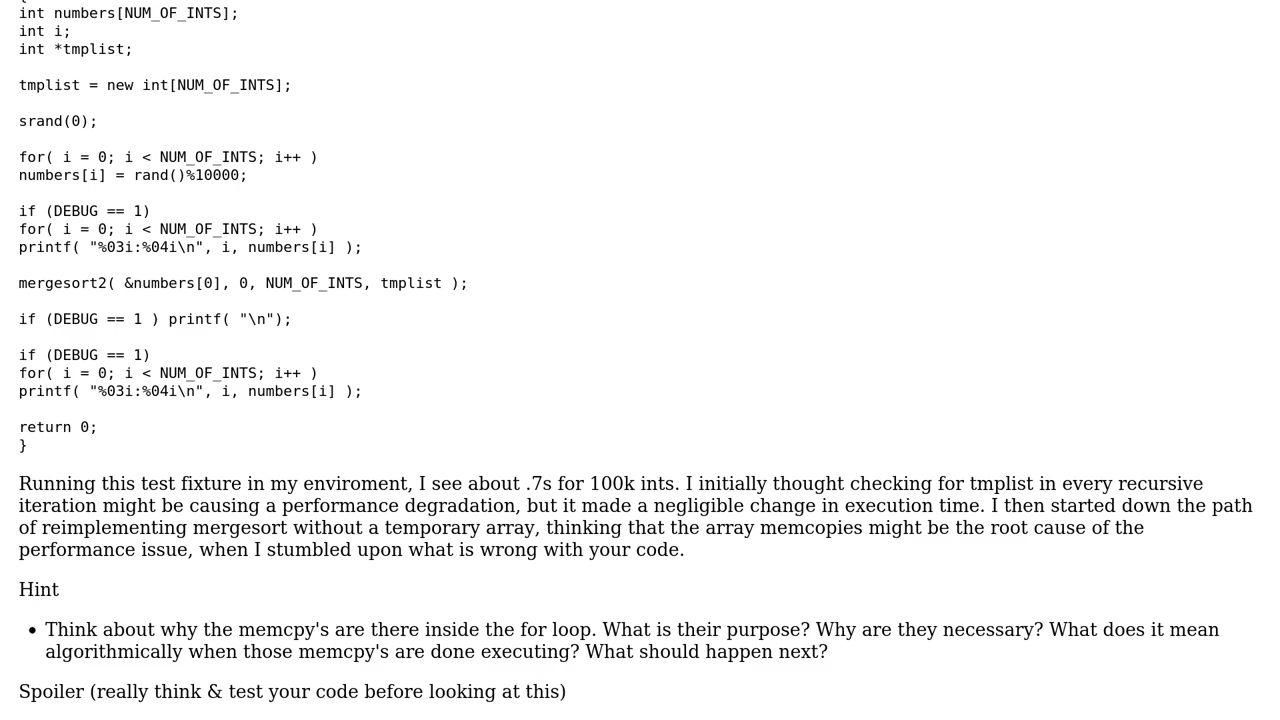 {
int numbers[NUM_OF_INTS];
int i;
int *tmplist;
tmplist = new int[NUM_OF_INTS];
srand(0);
for( i = 0; i < NUM_OF_INTS; i++ )
numbers[i] = rand()%10000;
if (DEBUG == 1)
for( i = 0; i < NUM_OF_INTS; i++ )
printf( "%03i:%04i\n", i, numbers[i] );
mergesort2( &numbers[0], 0, NUM_OF_INTS, tmplist );
if (DEBUG == 1 ) printf( "\n");
if (DEBUG == 1)
for( i = 0; i < NUM_OF_INTS; i++ )
printf( "%03i:%04i\n", i, numbers[i] );
return 0;
}
Running this test fixture in my enviroment, I see about .7s for 100k ints. I initially thought checking for tmplist in every recursive
iteration might be causing a performance degradation, but it made a negligible change in execution time. I then started down the path
of reimplementing mergesort without a temporary array, thinking that the array memcopies might be the root cause of the
performance issue, when I stumbled upon what is wrong with your code.
Hint
• Think about why the memcpy's are there inside the for loop. What is their purpose? Why are they necessary? What does it mean
algorithmically when those memcpy's are done executing? What should happen next?
Spoiler (really think & test your code before looking at this)